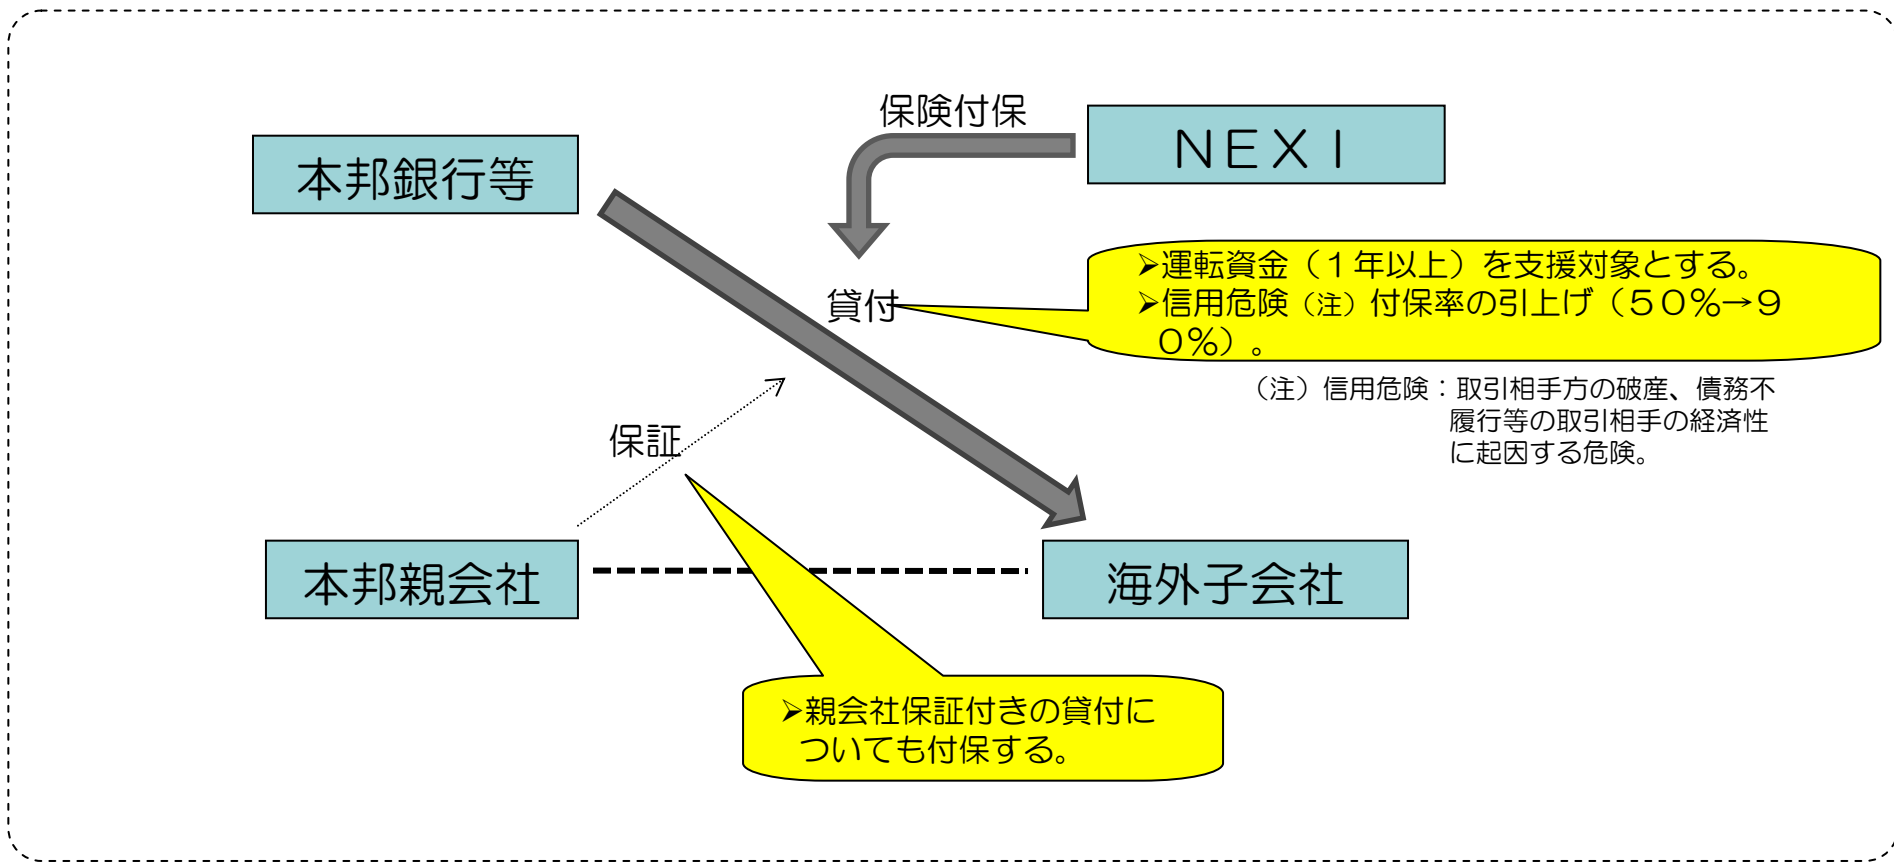 保険付保
ＮＥＸＩ
本邦銀行等
➢運転資金（１年以上）を支援対象とする。
➢信用危険（注）付保率の引上げ（５０％→９
０％）。
貸付
（注）信用危険：取引相手方の破産、債務不
履行等の取引相手の経済性
に起因する危険。
保証
本邦親会社
海外子会社
➢親会社保証付きの貸付に
ついても付保する。